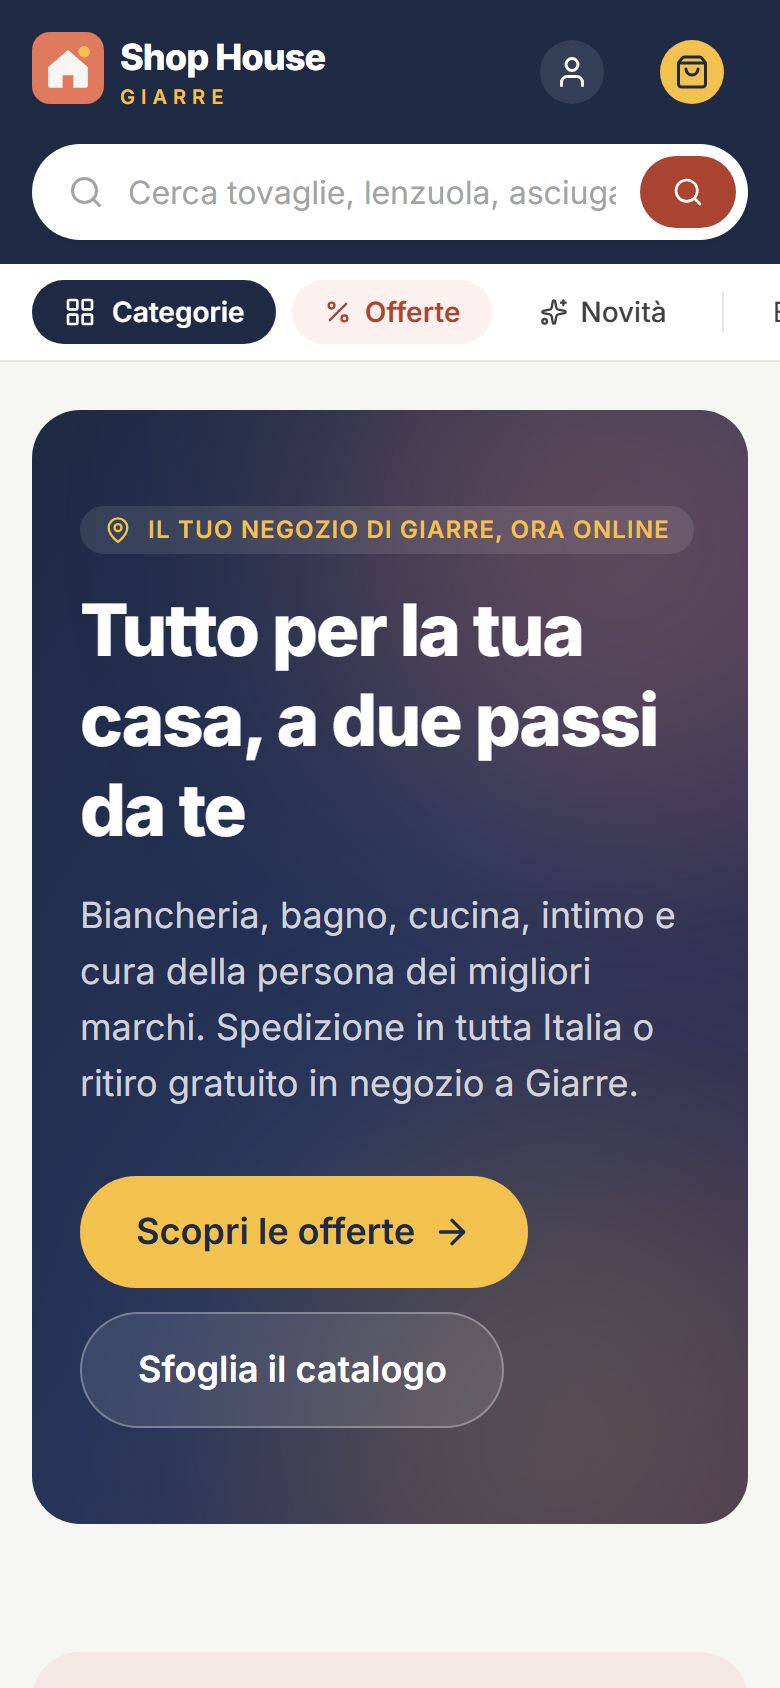 Shop House
GIARRE
Cerca tovaglie, lenzuola, asciuga
Categorie
Offerte
Novità
IL TUO NEGOZIO DI GIARRE, ORA ONLINE
Tutto per la tua
casa, a due passi
da te
Biancheria, bagno, cucina, intimo e
cura della persona dei migliori
marchi. Spedizione in tutta Italia o
ritiro gratuito in negozio a Giarre.
Scopri le offerte
Sfoglia il catalogo